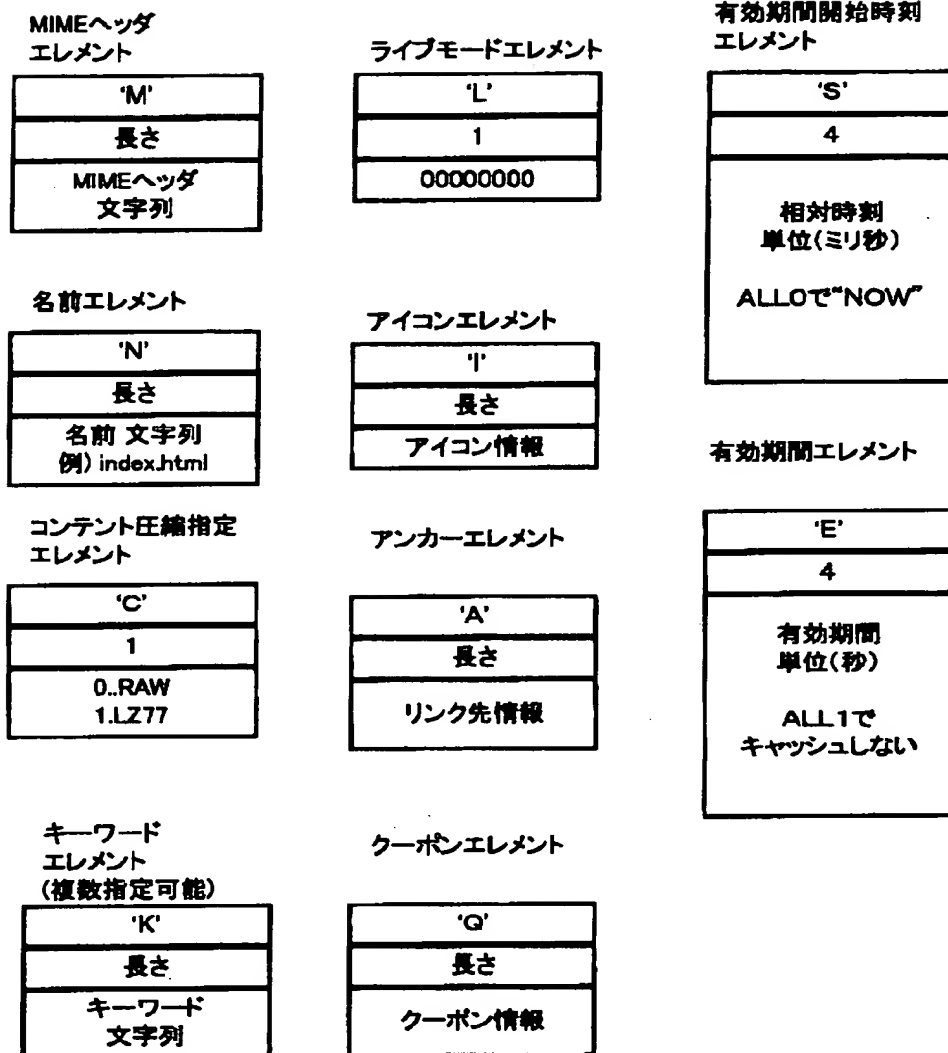 MIMEヘッダ
エレメント
'M'
長さ
MIMEヘッダ
文字列
名前エレメント
'N'
長さ
名前 文字列
例) index.html
コンテント圧縮指定
エレメント
'C'
1
0..RAW
1.LZ77
キーワード
エレメント
(複数指定可能)
'K'
長さ
キーワード
文字列
ライブモードエレメント
'L'
1
00000000
アイコンエレメント
'I'
長さ
アイコン情報
アンカーエレメント
'A'
長さ
リンク先情報
クーポンエレメント
'Q'
長さ
クーポン情報
有効期間開始時刻
エレメント
'S'
4
相対時刻
単位(ミリ秒)
ALL0で"NOW"
有効期間エレメント
'E'
4
有効期間
単位(秒)
ALL1で
キャッシュしない